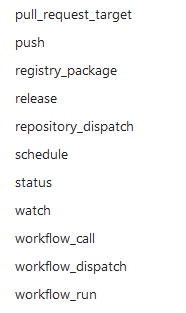 pull_request_target
push
registry_package
release
repository_dispatch
schedule
status
watch
workflow_call
workflow_dispatch
workflow_run